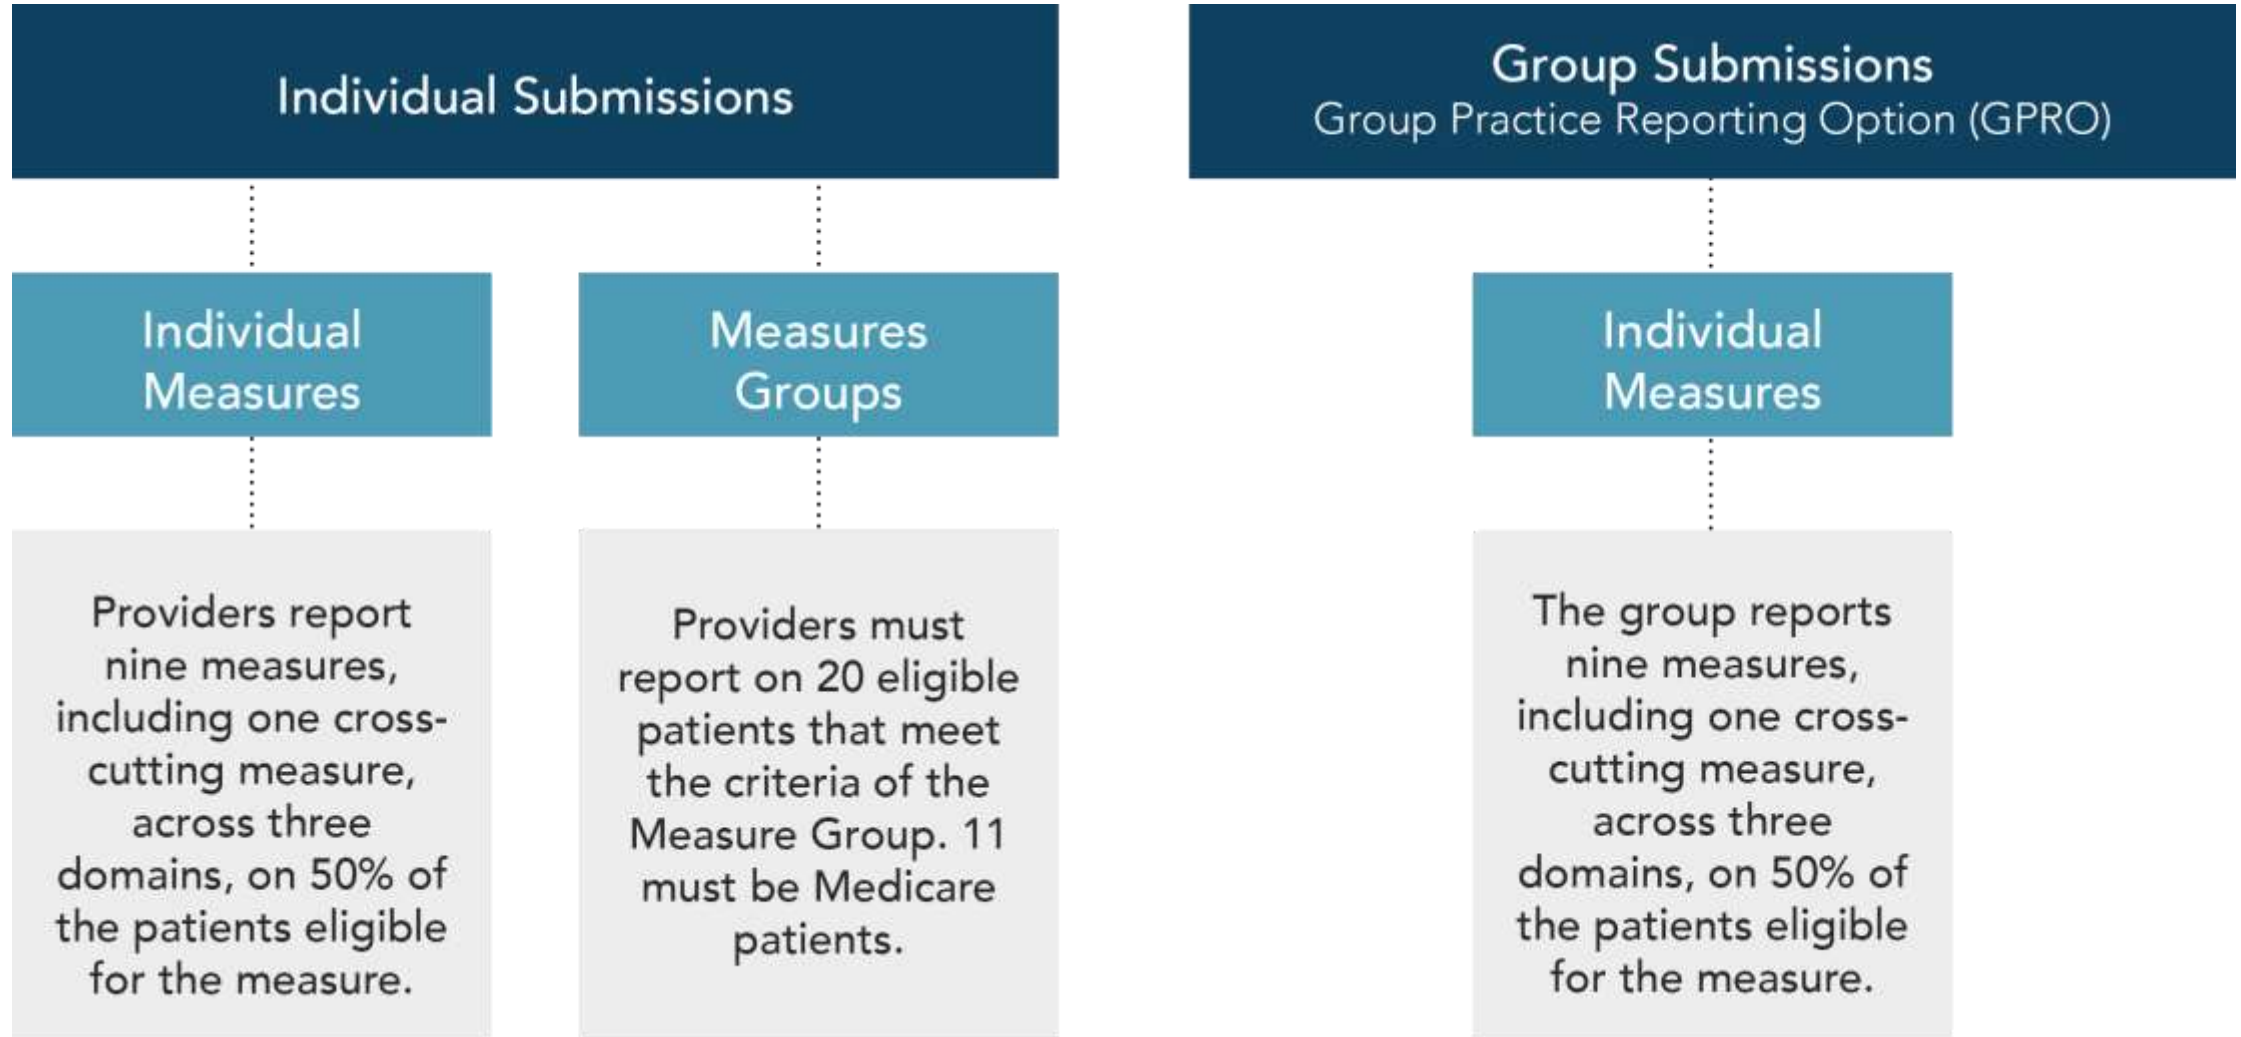 Individual Submissions
Individual
Measures
Providers report
nine measures,
including one cross-
cutting measure,
across three
domains, on 50% of
the patients eligible
for the measure.
Measures
Groups
Providers must
report on 20 eligible
patients that meet
the criteria of the
Measure Group. 11
must be Medicare
patients.
Group Submissions
Group Practice Reporting Option (GPRO)
Individual
Measures
The group reports
nine measures,
including one cross-
cutting measure,
across three
domains, on 50% of
the patients eligible
for the measure.